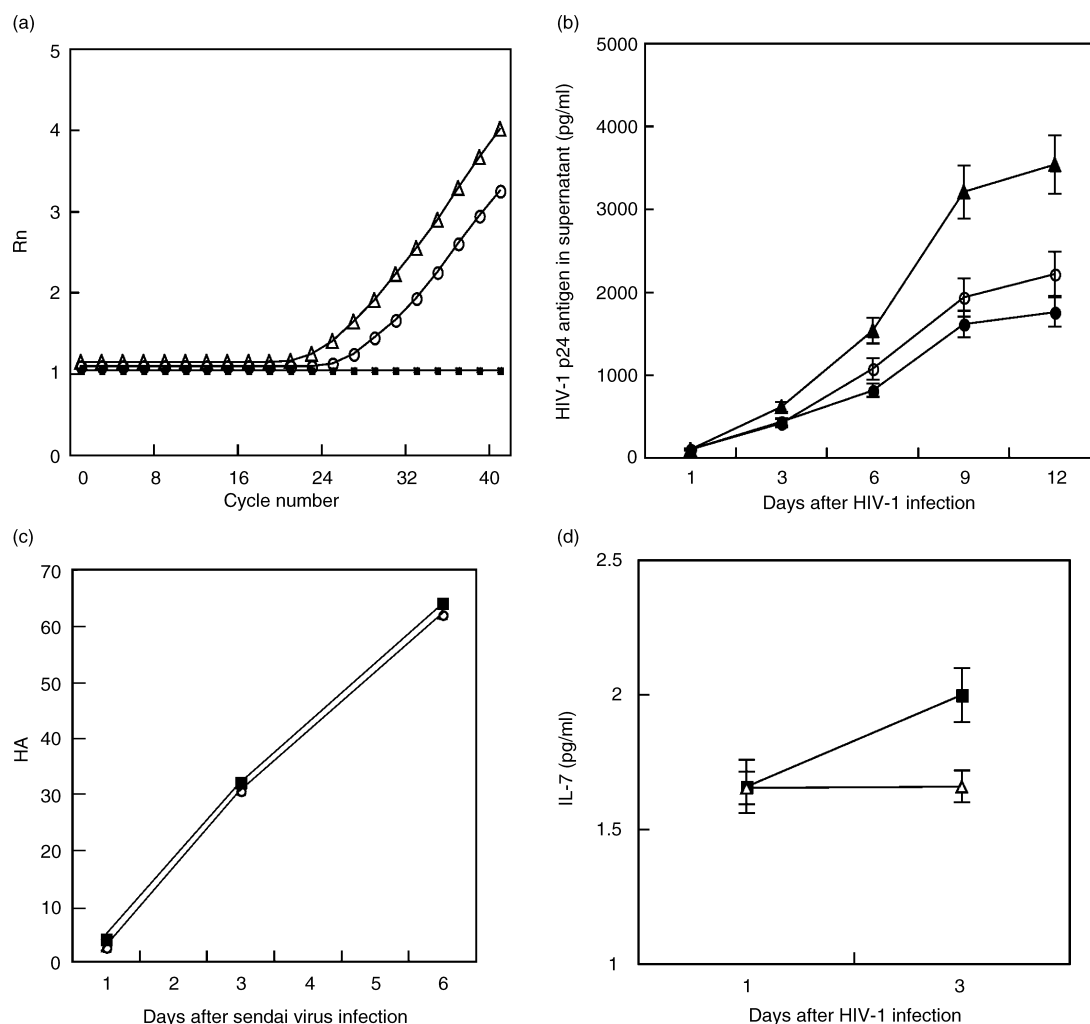 (a)
5
4
3
2
1
0
Rn
0 8 16 24 32 40
Cycle number
(b)
5000
4000
3000
2000
1000
0
HIV-1 p24 antigen in supernatant (pg/ml)
1 3 6 9 12
Days after HIV-1 infection
(c)
70
60
50
40
30
20
10
0
HA
1 2 3 4 5 6
Days after sendai virus infection
(d)
2.5
2
1.5
1
IL-7 (pg/ml)
1 3
Days after HIV-1 infection